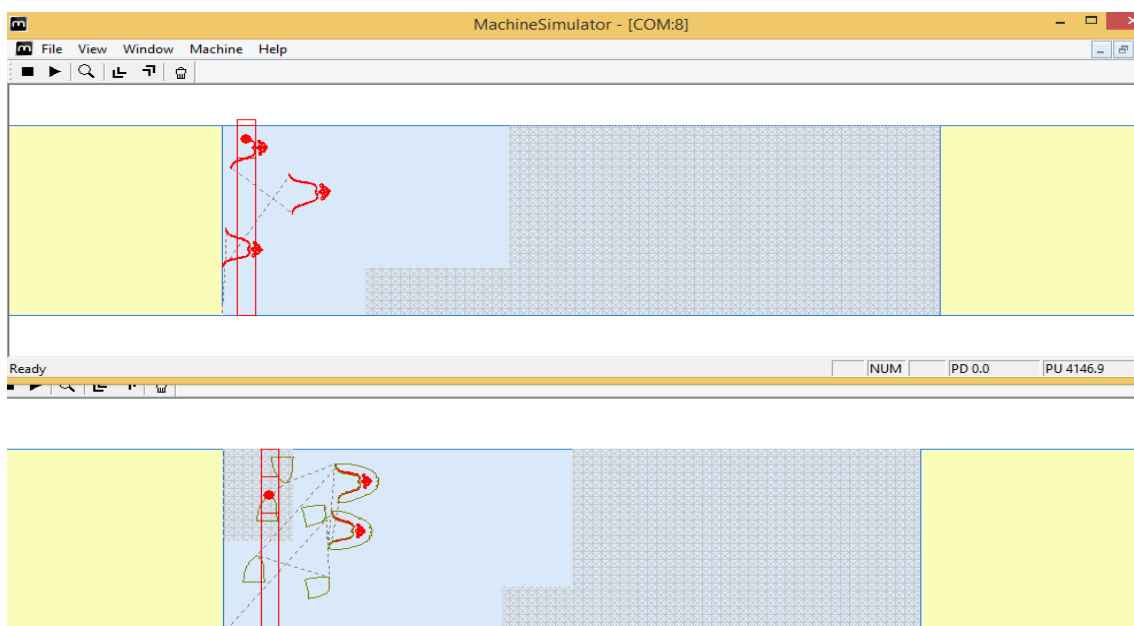 MachineSimulator - [COM:8]
File View Window Machine Help
Ready NUM PD 0.0 PU 4146.9